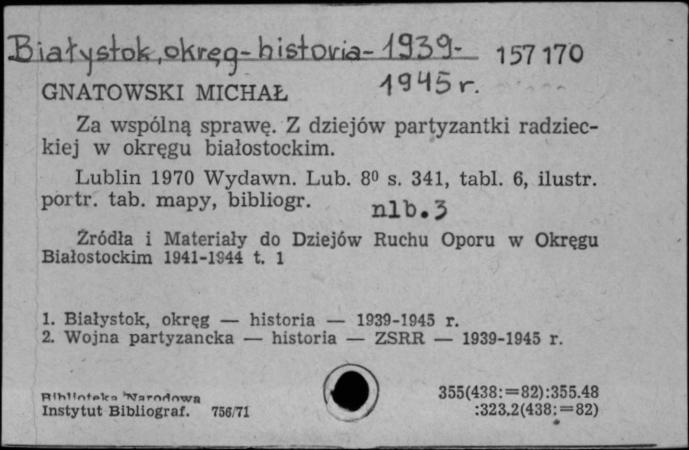 Białystok, okręg - historia - 1939- 157170
1945 r.
GNATOWSKI MICHAŁ
Za wspólną sprawę. Z dziejów partyzantki radziec-
kiej w okręgu białostockim.
Lublin 1970 Wydawn. Lub. 8⁰ s. 341, tabl. 6, ilustr.
portr. tab. mapy, bibliogr. nlb. 3
Źródła i Materiały do Dziejów Ruchu Oporu w Okręgu
Białostockim 1941-1944 t. 1
1. Białystok, okręg — historia — 1939-1945 r.
2. Wojna partyzancka — historia — ZSRR — 1939-1945 r.
Biblioteka Narodowa
Instytut Bibliograf. 756/71
355(438:=82):355.48
:323.2(438:=82)